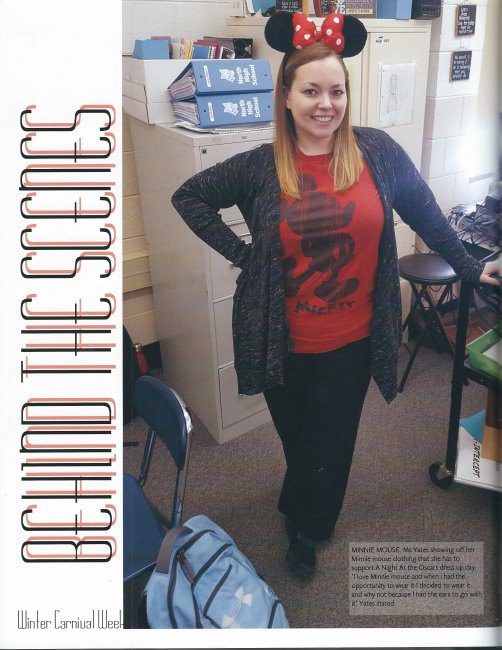 AWESOME
North High School
North High School
BEHIND THE SCENES
Mickey
INTERCEPT
MINNIE MOUSE. Ms Yates showing off her
Minnie mouse clothing that she has to
support A Night At the Oscars dress up day.
"I love Minnie mouse and when i had the
opportunity to wear it I decided to wear it
and why not because I had the ears to go with
it" Yates stated.
Winter Carnival Week